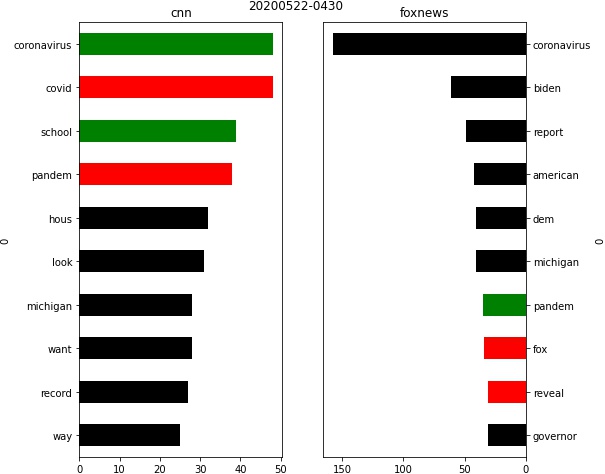 20200522-0430
cnn
foxnews
coronavirus
covid
school
pandem
hous
look
michigan
want
record
way
0 10 20 30 40 50
0
coronavirus
biden
report
american
dem
michigan
pandem
fox
reveal
governor
150 100 50 0
0